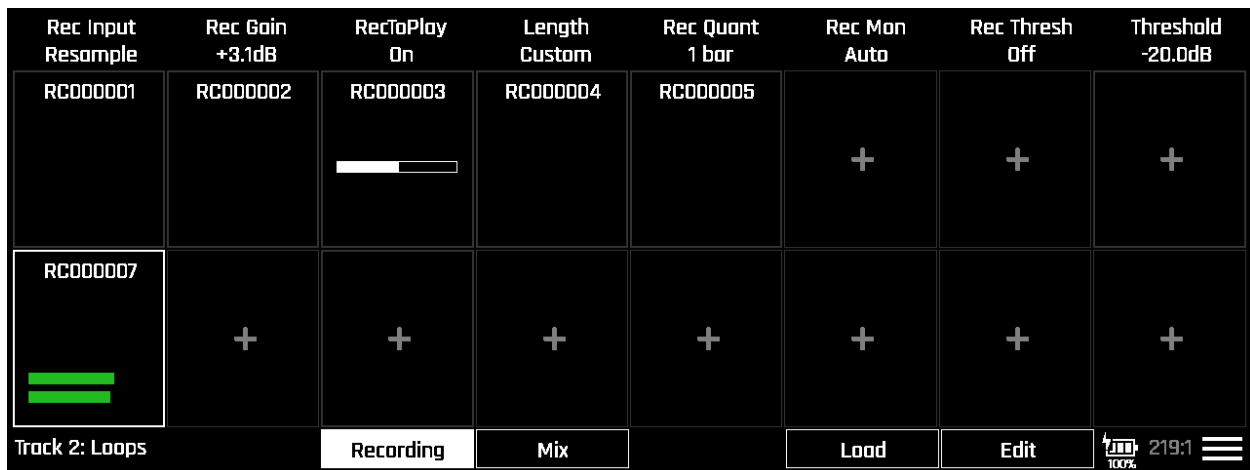 Rec Input Rec Gain RecToPlay Length Rec Quant Rec Mon Rec Thresh Threshold
Resample +3.1dB On Custom 1 bar Auto Off -20.0dB
RC000001 RC000002 RC000003 RC000004 RC000005
+ + +
RC000007
+ + + + + + +
Track 2: Loops Recording Mix Load Edit 100% 219:1